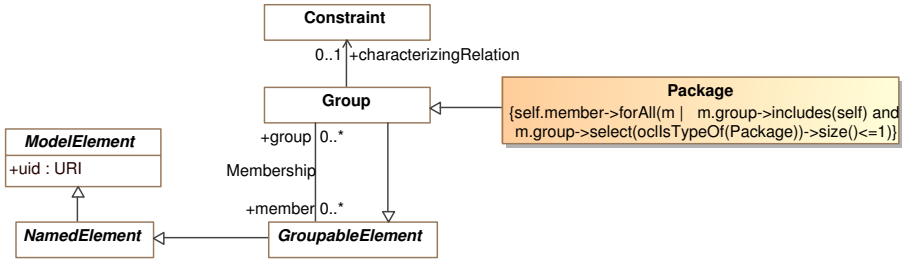 Constraint
0..1 +characterizingRelation
Group
Package
{self.member->forAll(m | m.group->includes(self) and
m.group->select(oclIsTypeOf(Package))->size()<=1)}
+group 0..*
ModelElement
+uid : URI
Membership
+member 0..*
NamedElement
GroupableElement